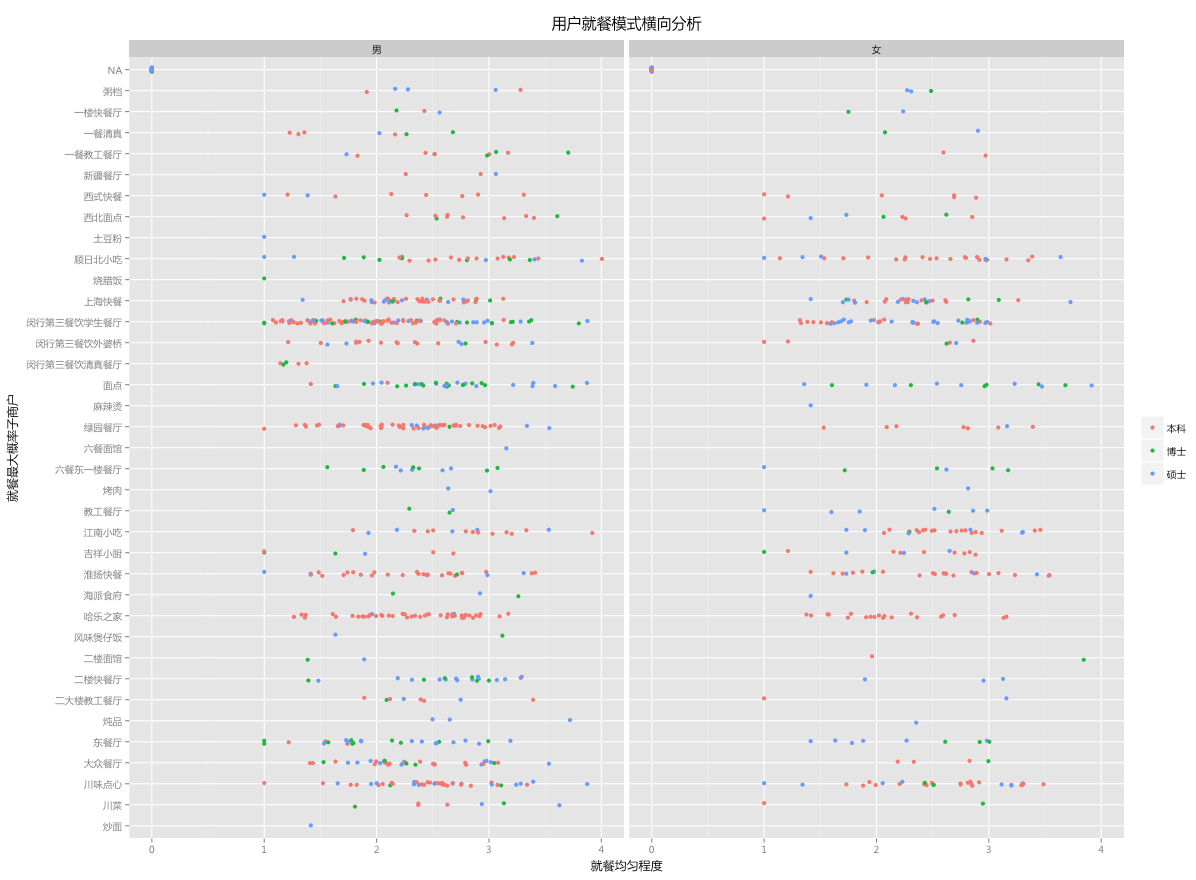 用户就餐模式横向分析
男 女
NA
粥档
一楼快餐厅
一餐清真
一餐教工餐厅
新疆餐厅
西式快餐
西北面点
土豆粉
顾日北小吃
烧腊饭
上海快餐
闵行第三餐饮学生餐厅
闵行第三餐饮外婆桥
闵行第三餐饮清真餐厅
面点
麻辣烫
绿园餐厅
六餐面馆
六餐东一楼餐厅
烤肉
教工餐厅
江南小吃
吉祥小厨
淮扬快餐
海派食府
哈乐之家
风味煲仔饭
二楼面馆
二楼快餐厅
二大楼教工餐厅
炖品
东餐厅
大众餐厅
川味点心
川菜
炒面
就餐最大概率子商户
0 1 2 3 4 0 1 2 3 4
就餐均匀程度
本科
博士
硕士